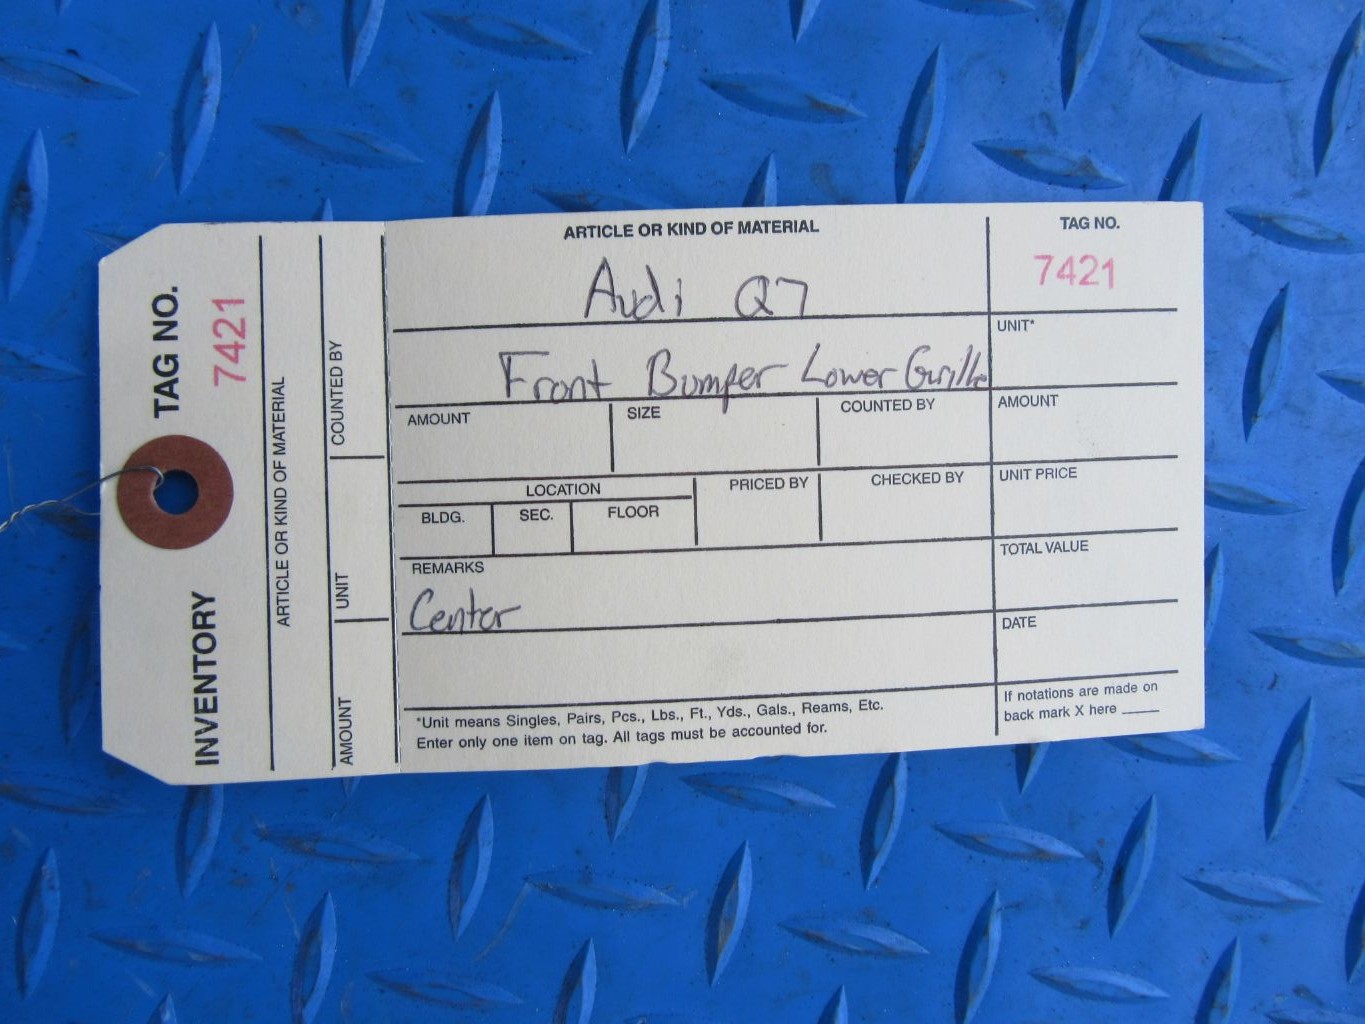 INVENTORY TAG NO.
7421
ARTICLE OR KIND OF MATERIAL
AMOUNT UNIT COUNTED BY
ARTICLE OR KIND OF MATERIAL
Audi Q7
Front Bumper Lower Grille
TAG NO.
7421
UNIT*
AMOUNT SIZE COUNTED BY AMOUNT
LOCATION PRICED BY CHECKED BY UNIT PRICE
BLDG. SEC. FLOOR
TOTAL VALUE
REMARKS
Center
DATE
*Unit means Singles, Pairs, Pcs., Lbs., Ft., Yds., Gals., Reams, Etc.
Enter only one item on tag. All tags must be accounted for.
If notations are made on
back mark X here